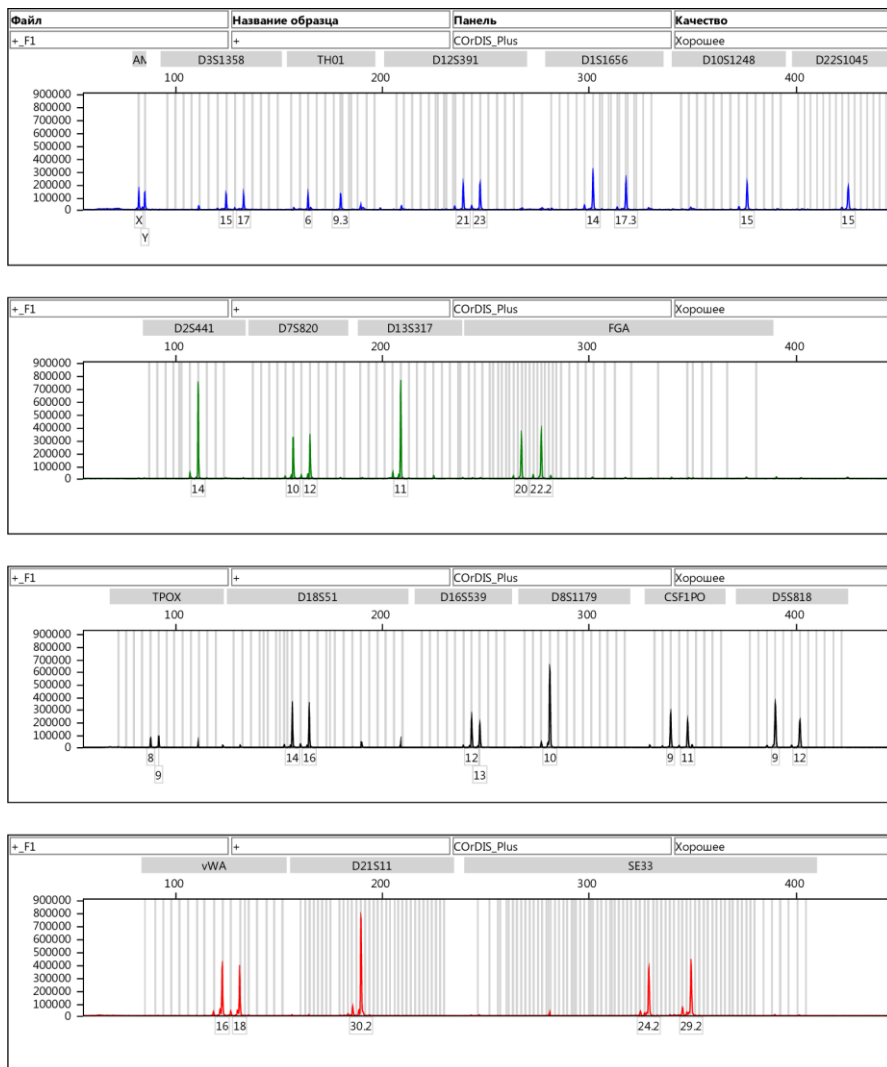 Файл Название образца Панель Качество
+_F1 + COrDIS_Plus Хорошее
AN D3S1358 TH01 D12S391 D1S1656 D10S1248 D22S1045
100 200 300 400
900000
800000
700000
600000
500000
400000
300000
200000
100000
0
X 15 17 6 9.3 21 23 14 17.3 15 15
Y
+_F1 + COrDIS_Plus Хорошее
D2S441 D7S820 D13S317 FGA
100 200 300 400
900000
800000
700000
600000
500000
400000
300000
200000
100000
0
14 10 12 11 20 22.2
+_F1 + COrDIS_Plus Хорошее
TPOX D18S51 D16S539 D8S1179 CSF1PO D5S818
100 200 300 400
900000
800000
700000
600000
500000
400000
300000
200000
100000
0
8 14 16 12 10 9 11 9 12
9 13
+_F1 + COrDIS_Plus Хорошее
vWA D21S11 SE33
100 200 300 400
900000
800000
700000
600000
500000
400000
300000
200000
100000
0
16 18 30.2 24.2 29.2